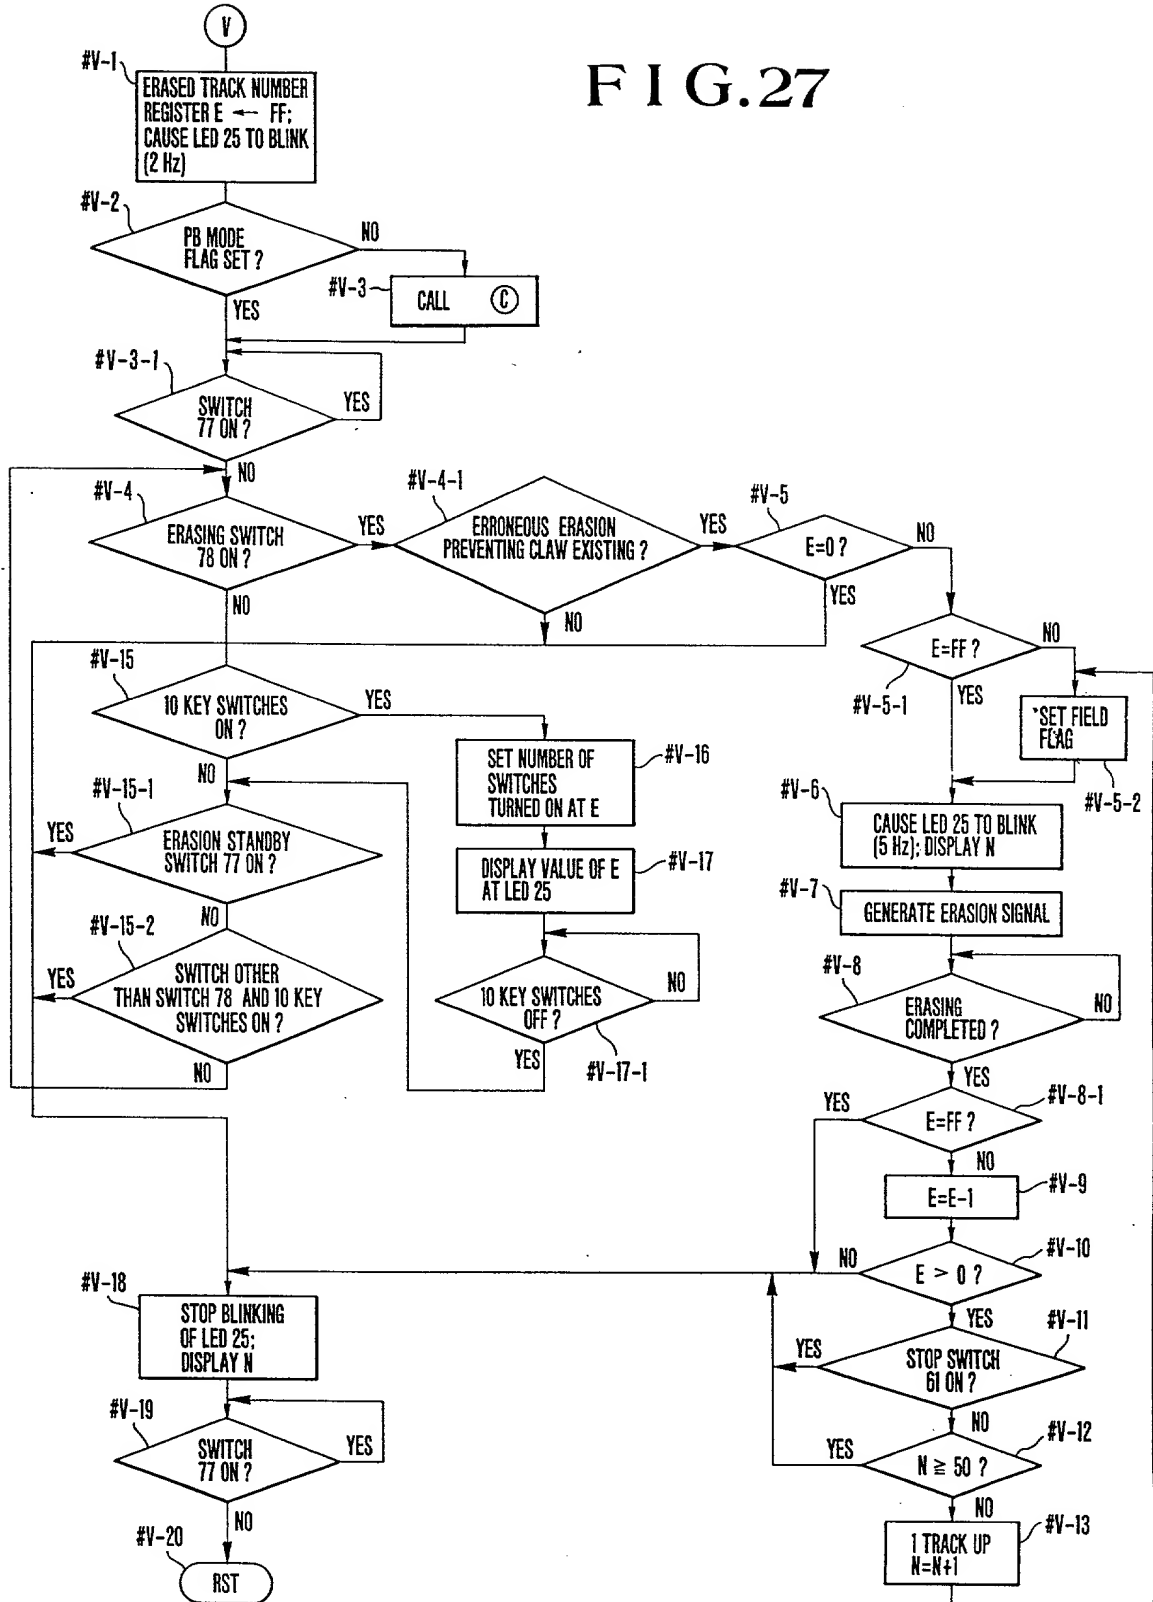 V
FIG.27
#V-1
ERASED TRACK NUMBER
REGISTER E ← FF;
CAUSE LED 25 TO BLINK
(2 Hz)
#V-2
PB MODE
FLAG SET ?
NO
YES
#V-3
CALL C
#V-3-1
SWITCH
77 ON ?
YES
NO
#V-4
ERASING SWITCH
78 ON ?
YES
NO
#V-4-1
ERRONEOUS ERASION
PREVENTING CLAW EXISTING ?
YES
NO
#V-5
E=0 ?
NO
YES
E=FF ?
NO
YES
#V-5-1
SET FIELD
FLAG
#V-5-2
#V-15
10 KEY SWITCHES
ON ?
YES
NO
#V-16
SET NUMBER OF
SWITCHES
TURNED ON AT E
#V-15-1
YES
ERASION STANDBY
SWITCH 77 ON ?
NO
#V-17
DISPLAY VALUE OF E
AT LED 25
#V-6
CAUSE LED 25 TO BLINK
(5 Hz); DISPLAY N
#V-7
GENERATE ERASION SIGNAL
#V-15-2
YES
SWITCH OTHER
THAN SWITCH 78 AND 10 KEY
SWITCHES ON ?
NO
10 KEY SWITCHES
OFF ?
NO
YES
#V-17-1
#V-8
ERASING
COMPLETED ?
NO
YES
#V-8-1
YES
E=FF ?
NO
#V-9
E=E-1
#V-10
NO
E > 0 ?
YES
#V-11
YES
STOP SWITCH
61 ON ?
NO
#V-12
YES
N ≧ 50 ?
NO
#V-13
1 TRACK UP
N=N+1
#V-18
STOP BLINKING
OF LED 25;
DISPLAY N
#V-19
SWITCH
77 ON ?
YES
NO
#V-20
RST